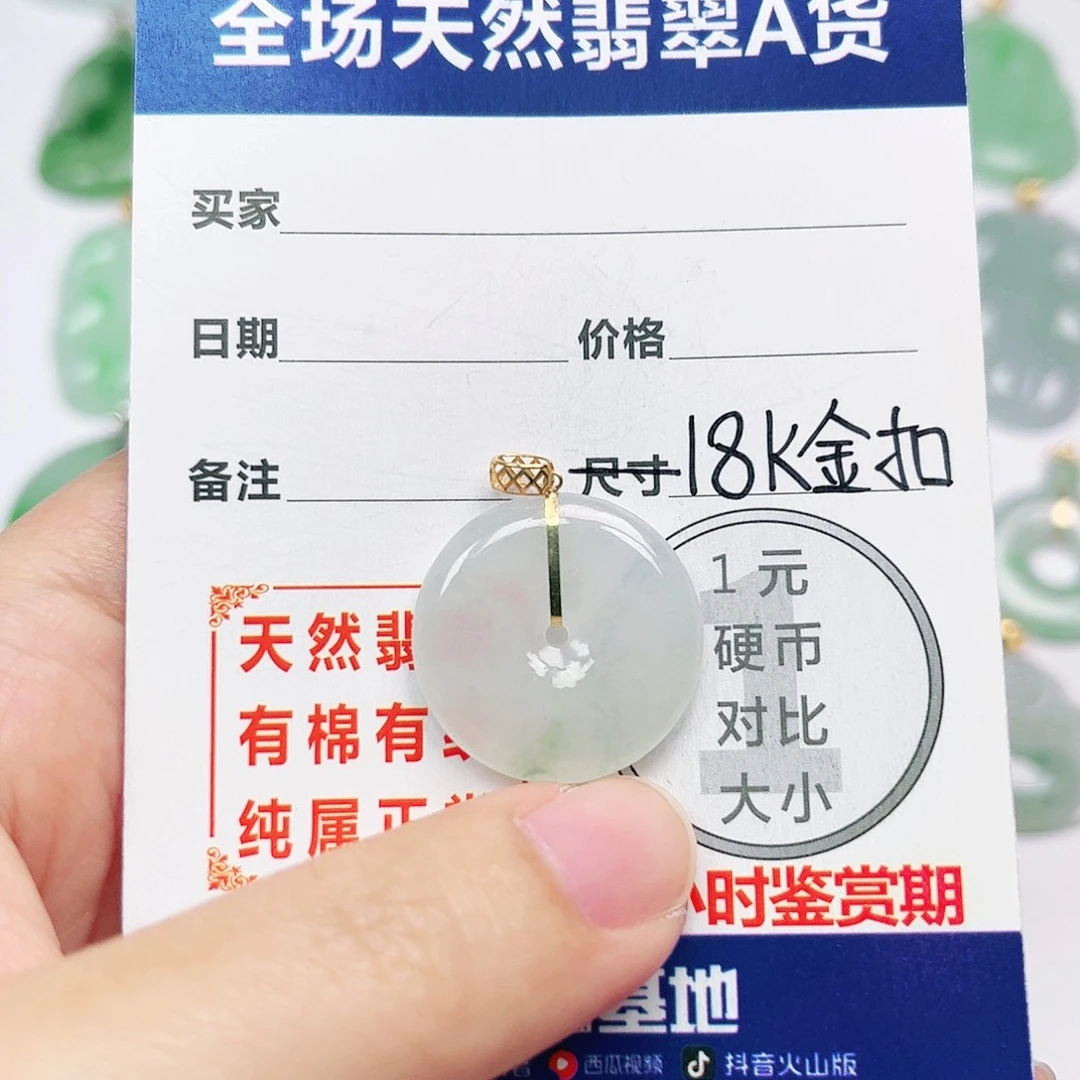 全场天然翡翠A货
买家
日期 价格
备注 尺寸 18K金扣
1元
硬币
对比
大小
天然翡
有棉有
纯属正常
小时鉴赏期
基地
西瓜视频 抖音火山版